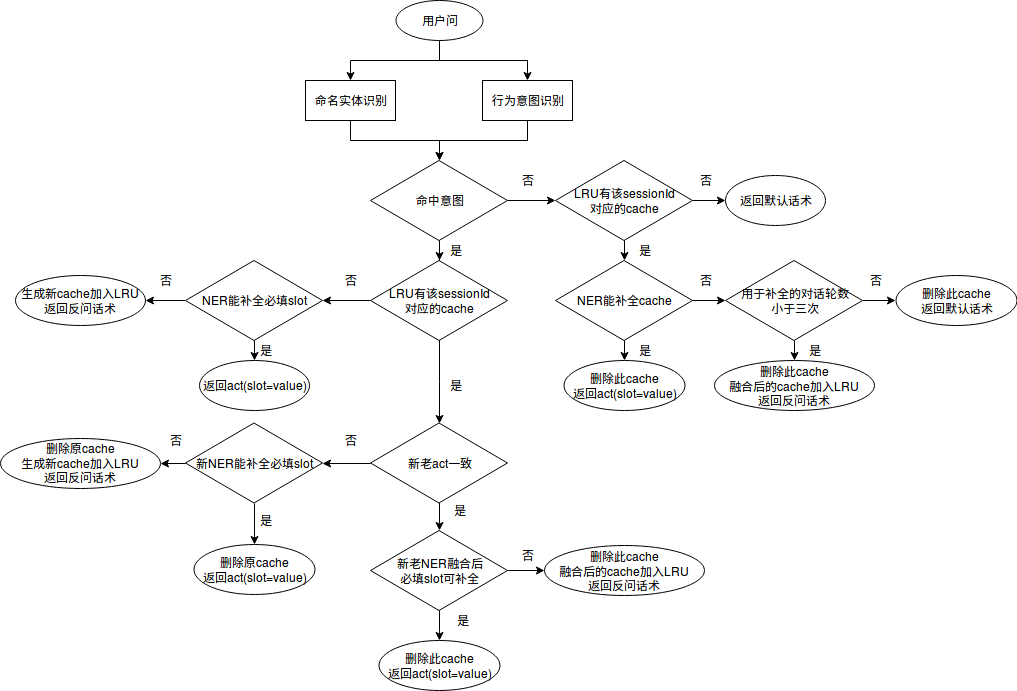 用户问
命名实体识别
行为意图识别
命中意图
否
LRU有该sessionId
对应的cache
否
返回默认话术
是
是
生成新cache加入LRU
返回反问话术
否
NER能补全必填slot
否
LRU有该sessionId
对应的cache
NER能补全cache
否
用于补全的对话轮数
小于三次
否
删除此cache
返回默认话术
是
是
是
返回act(slot=value)
是
删除此cache
返回act(slot=value)
删除此cache
融合后的cache加入LRU
返回反问话术
删除原cache
生成新cache加入LRU
返回反问话术
否
新NER能补全必填slot
否
新老act一致
是
是
删除原cache
返回act(slot=value)
新老NER融合后
必填slot可补全
否
删除此cache
融合后的cache加入LRU
返回反问话术
是
删除此cache
返回act(slot=value)